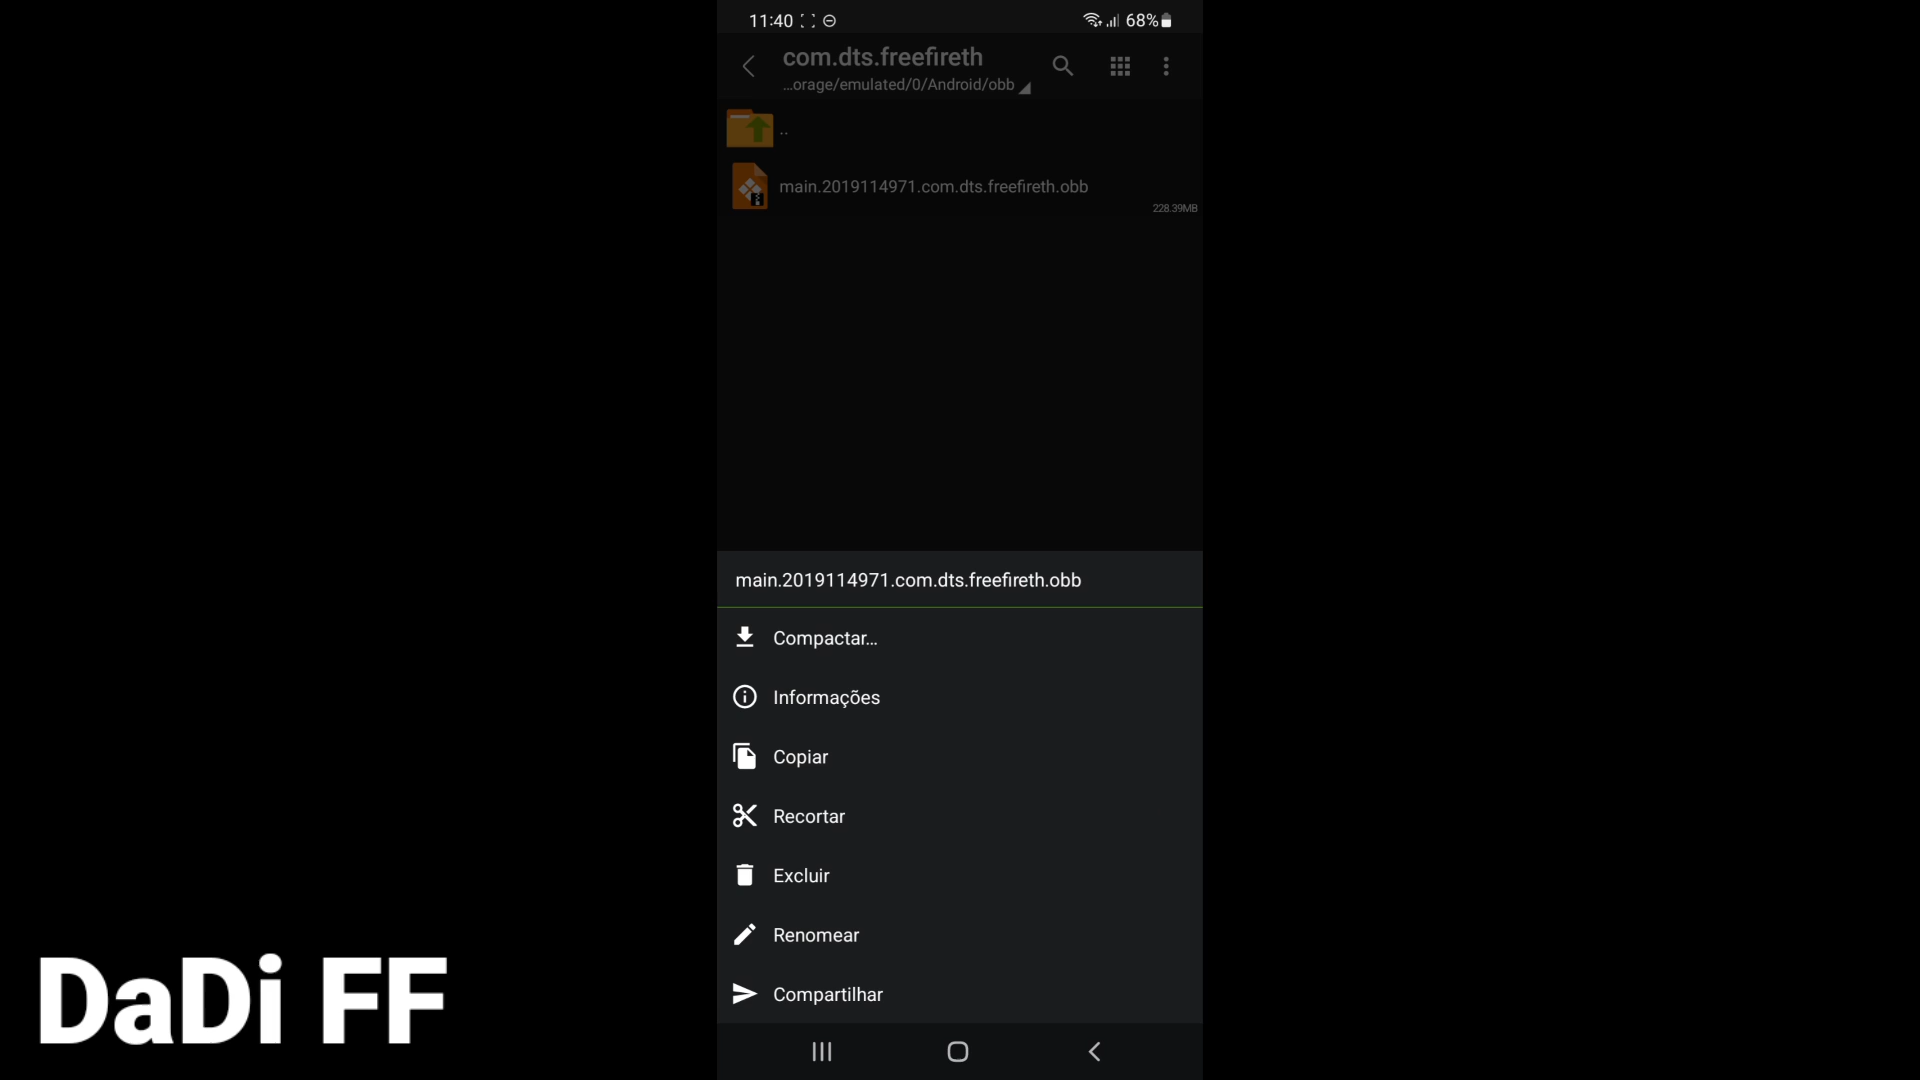 11:40
68%
com.dts.freefireth
...orage/emulated/0/Android/obb
..
main.2019114971.com.dts.freefireth.obb
228.39MB
main.2019114971.com.dts.freefireth.obb
Compactar...
Informações
Copiar
Recortar
Excluir
Renomear
Compartilhar
DaDi FF